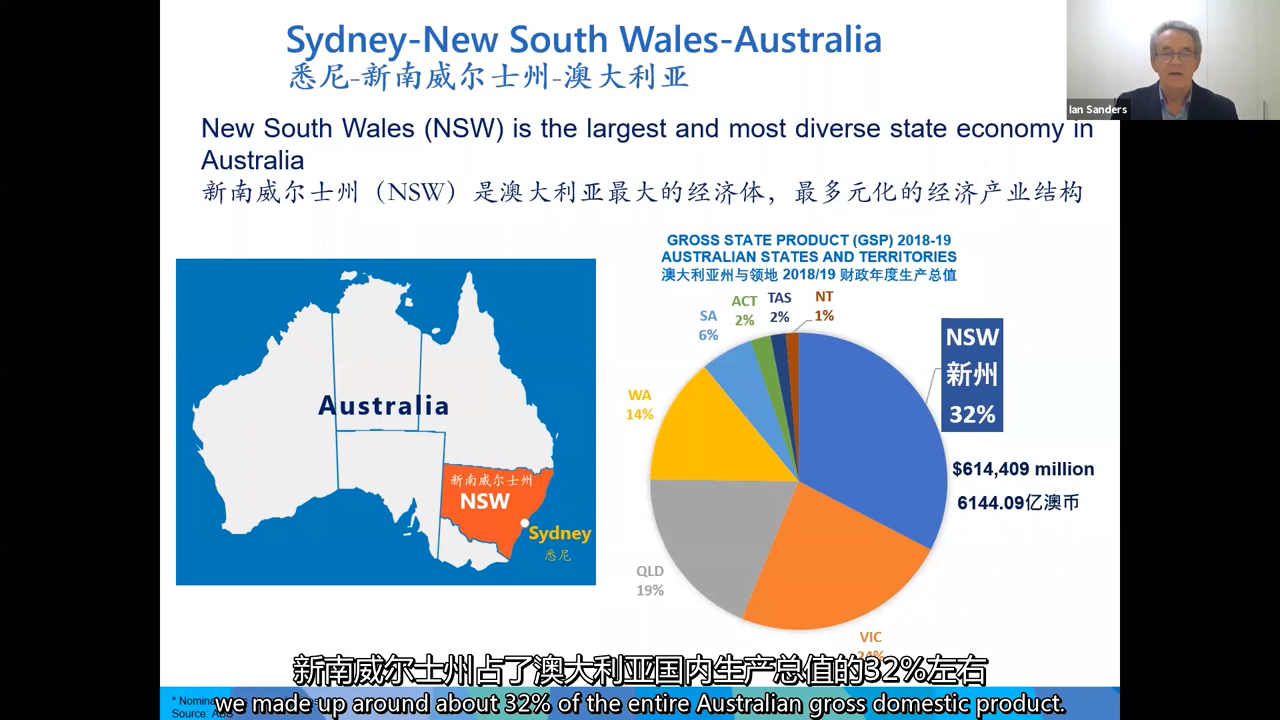 Sydney-New South Wales-Australia
悉尼-新南威尔士州-澳大利亚
Ian Sanders
New South Wales (NSW) is the largest and most diverse state economy in
Australia
新南威尔士州（NSW）是澳大利亚最大的经济体，最多元化的经济产业结构
GROSS STATE PRODUCT (GSP) 2018-19
AUSTRALIAN STATES AND TERRITORIES
澳大利亚州与领地 2018/19 财政年度生产总值
Australia
新南威尔士州
NSW
Sydney
悉尼
SA
6%
ACT
2%
TAS
2%
NT
1%
NSW
新州
32%
WA
14%
$614,409 million
6144.09亿澳币
QLD
19%
VIC
24%
新南威尔士州占了澳大利亚国内生产总值的32%左右
we made up around about 32% of the entire Australian gross domestic product.
Source: ABS